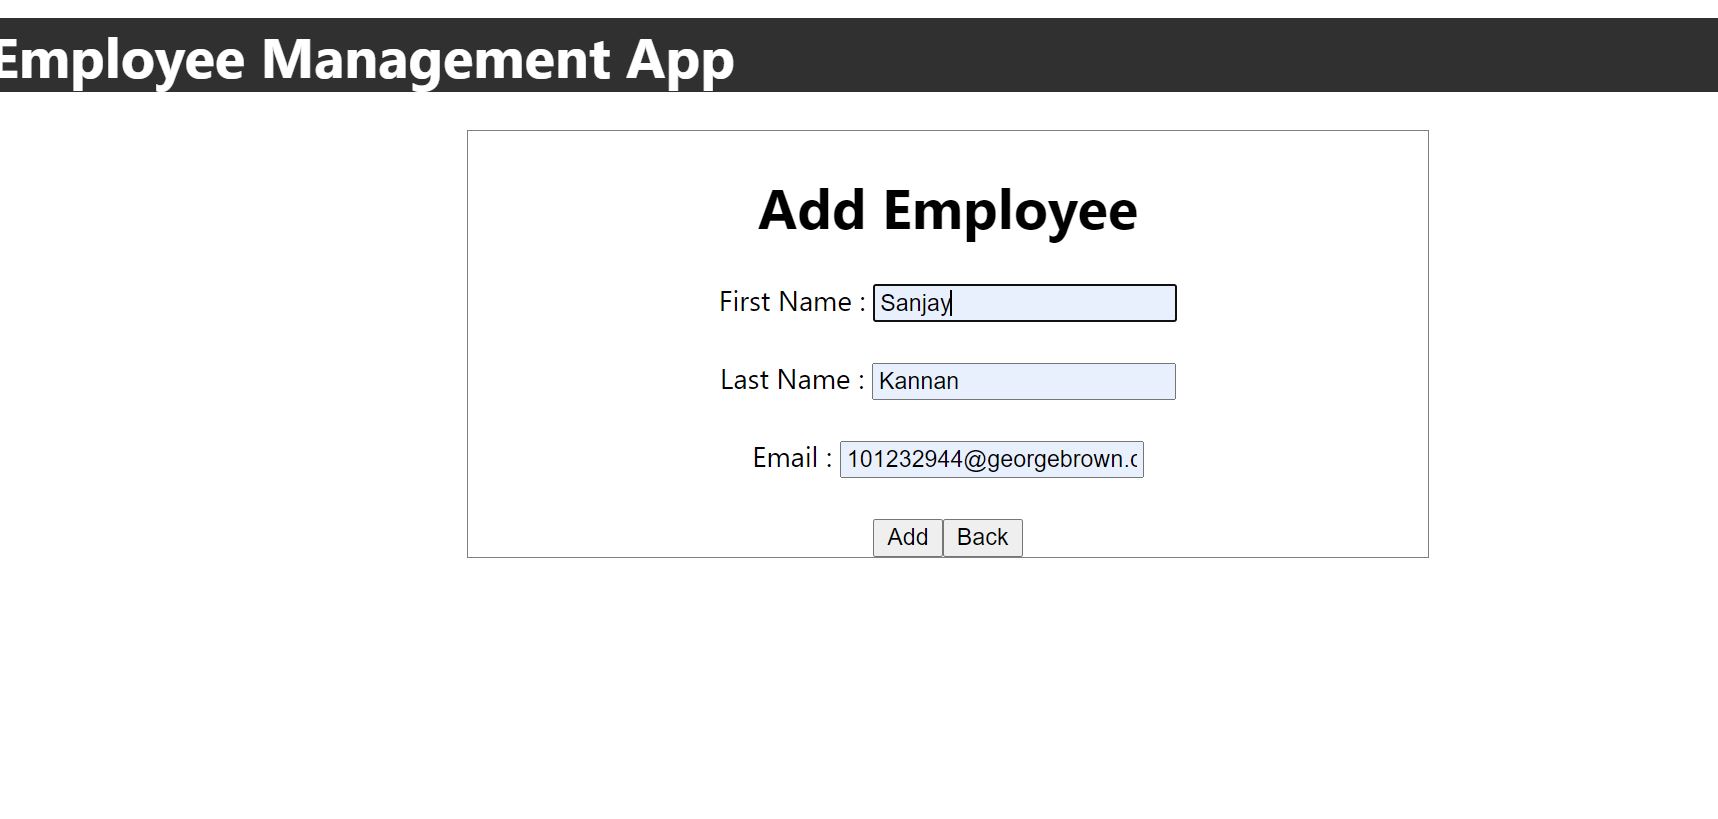 Employee Management App
Add Employee
First Name : Sanjay
Last Name : Kannan
Email : 101232944@georgebrown.c
Add Back